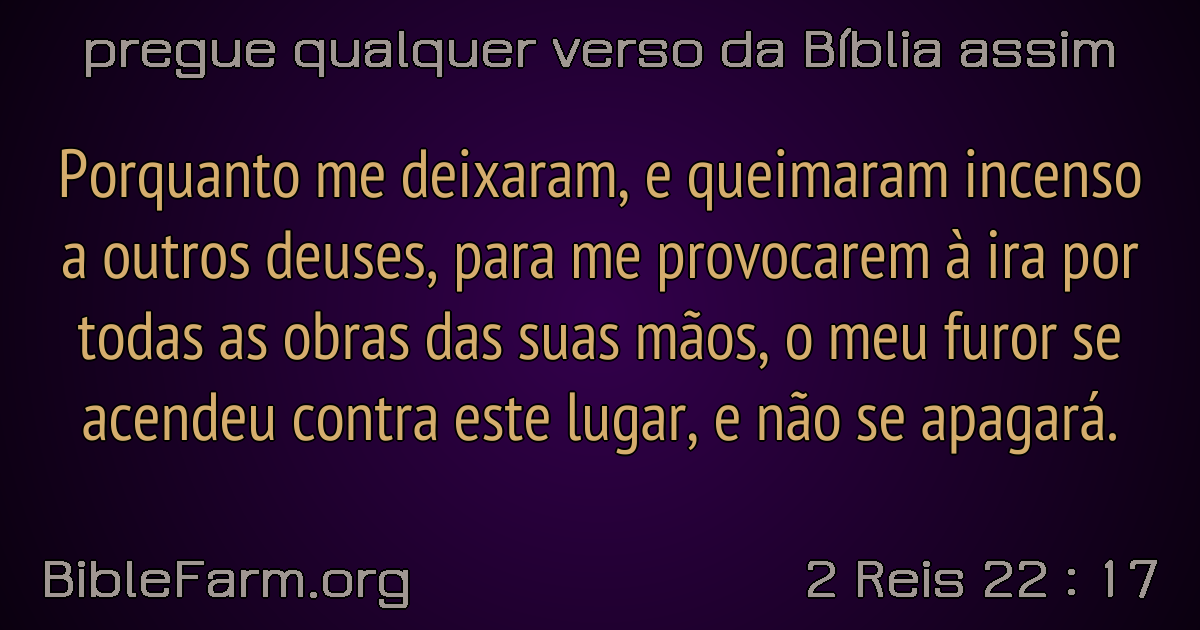 pregue qualquer verso da Bíblia assim
Porquanto me deixaram, e queimaram incenso
a outros deuses, para me provocarem à ira por
todas as obras das suas mãos, o meu furor se
acendeu contra este lugar, e não se apagará.
BibleFarm.org
2 Reis 22 : 17